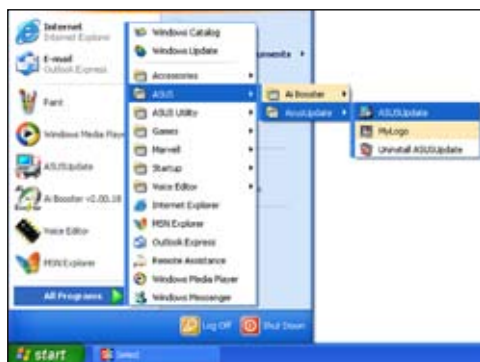 Internet
Internet Explorer
E-mail
Outlook Express
Paint
Windows Media Player
ASUSUpdate
Ai Booster v2.00.18
Voice Editor
MSN Explorer
All Programs
Windows Catalog
Windows Update
Accessories
ASUS
ASUS Utility
Games
Marvell
Startup
Voice Editor
Internet Explorer
MSN Explorer
Outlook Express
Remote Assistance
Windows Media Player
Windows Messenger
Ai Booster
AsusUpdate
ASUSUpdate
MyLogo
Uninstall ASUSUpdate
Log Off
Shut Down
start